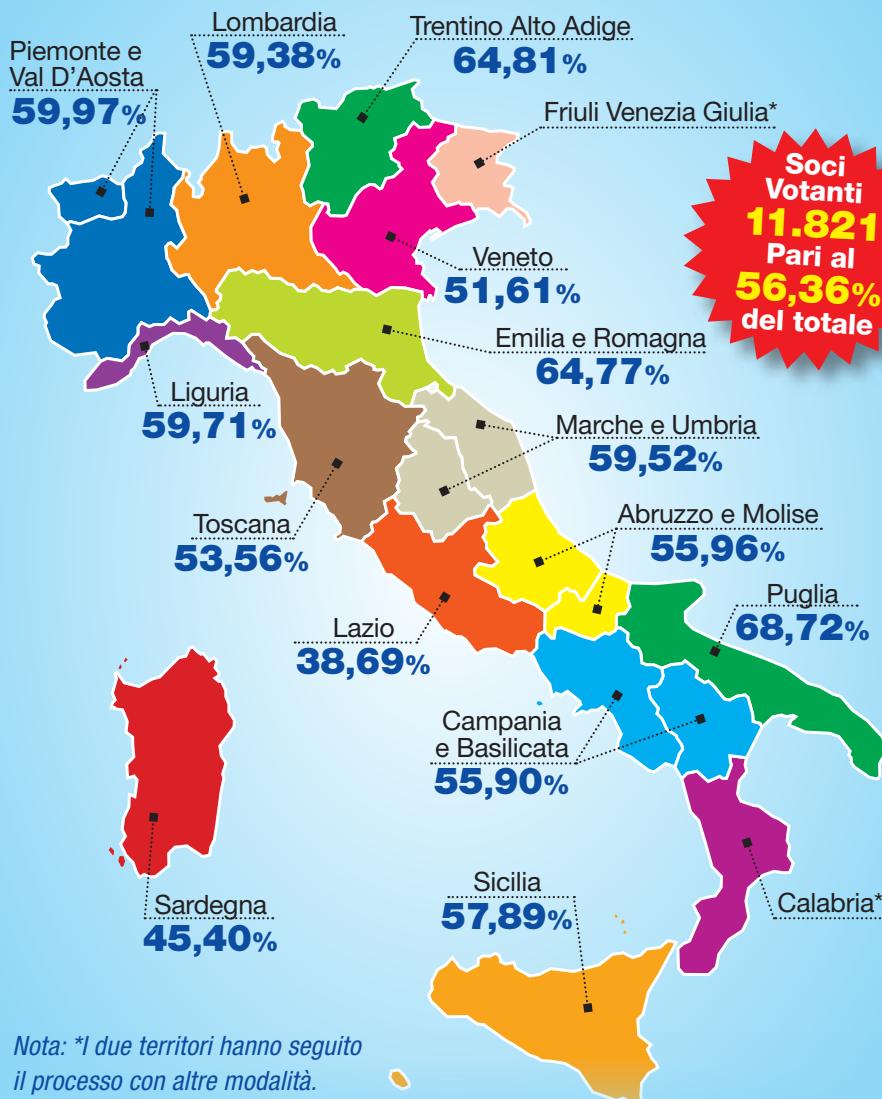 Lombardia
59,38%
Trentino Alto Adige
64,81%
Piemonte e
Val D'Aosta
59,97%
Friuli Venezia Giulia*
Soci
Votanti
11.821
Pari al
56,36%
del totale
Veneto
51,61%
Emilia e Romagna
64,77%
Liguria
59,71%
Marche e Umbria
59,52%
Toscana
53,56%
Abruzzo e Molise
55,96%
Puglia
68,72%
Lazio
38,69%
Campania
e Basilicata
55,90%
Sicilia
57,89%
Calabria*
Sardegna
45,40%
Nota: *I due territori hanno seguito
il processo con altre modalità.